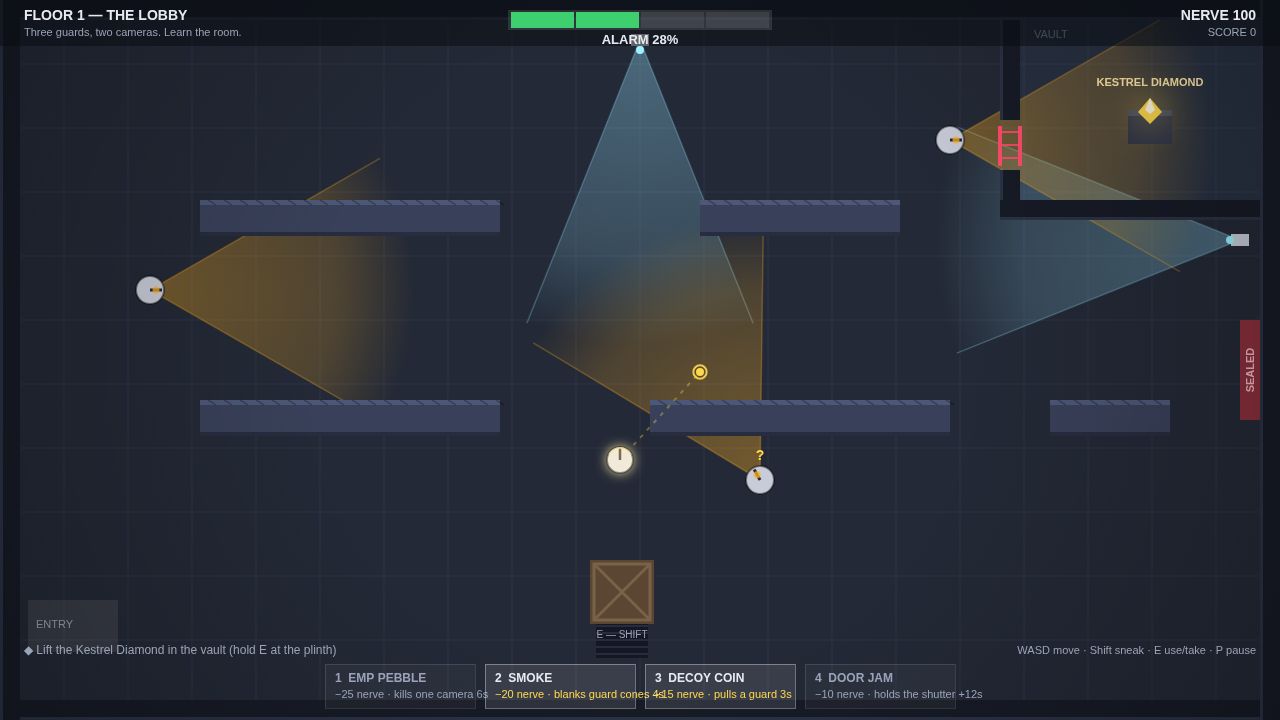 FLOOR 1 — THE LOBBY
Three guards, two cameras. Learn the room.
ALARM 28%
NERVE 100
SCORE 0
VAULT
KESTREL DIAMOND
SEALED
?
ENTRY
E — SHIFT
◆ Lift the Kestrel Diamond in the vault (hold E at the plinth)
WASD move · Shift sneak · E use/take · P pause
1 EMP PEBBLE
−25 nerve · kills one camera 6s
2 SMOKE
−20 nerve · blanks guard cones 4s
3 DECOY COIN
−15 nerve · pulls a guard 3s
4 DOOR JAM
−10 nerve · holds the shutter +12s